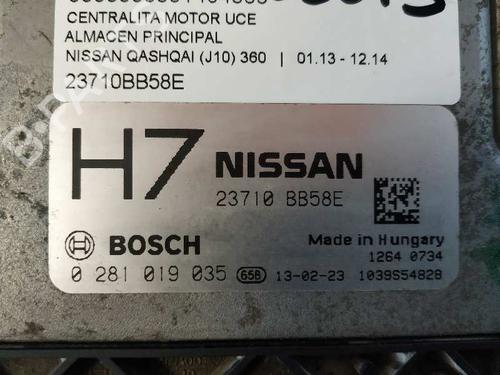 CENTRALITA MOTOR UCE
ALMACEN PRINCIPAL
NISSAN QASHQAI (J10) 360 | 01.13 - 12.14
23710BB58E
H7 NISSAN
23710 BB58E
BOSCH
Made in Hungary
1264 0734
0 281 019 035 658 13-02-23 1039S54828